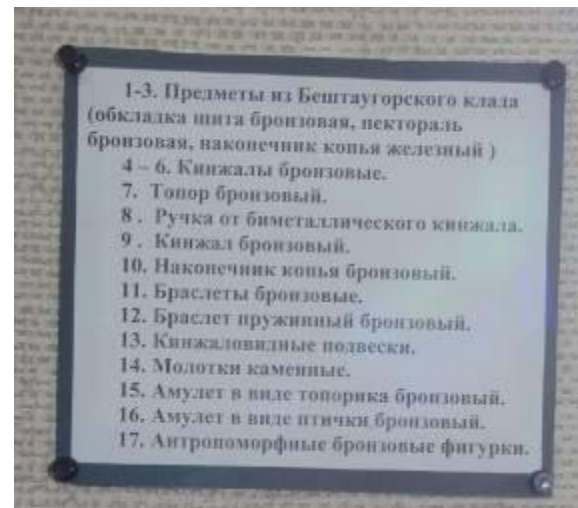 1-3. Предметы из Бештаугорского клада
(обкладка щита бронзовая, пектораль
бронзовая, наконечник копья железный )
4 – 6. Кинжалы бронзовые.
7. Топор бронзовый.
8 . Ручка от биметаллического кинжала.
9 . Кинжал бронзовый.
10. Наконечник копья бронзовый.
11. Браслеты бронзовые.
12. Браслет пружинный бронзовый.
13. Кинжаловидные подвески.
14. Молотки каменные.
15. Амулет в виде топорика бронзовый.
16. Амулет в виде птички бронзовый.
17. Антропоморфные бронзовые фигурки.